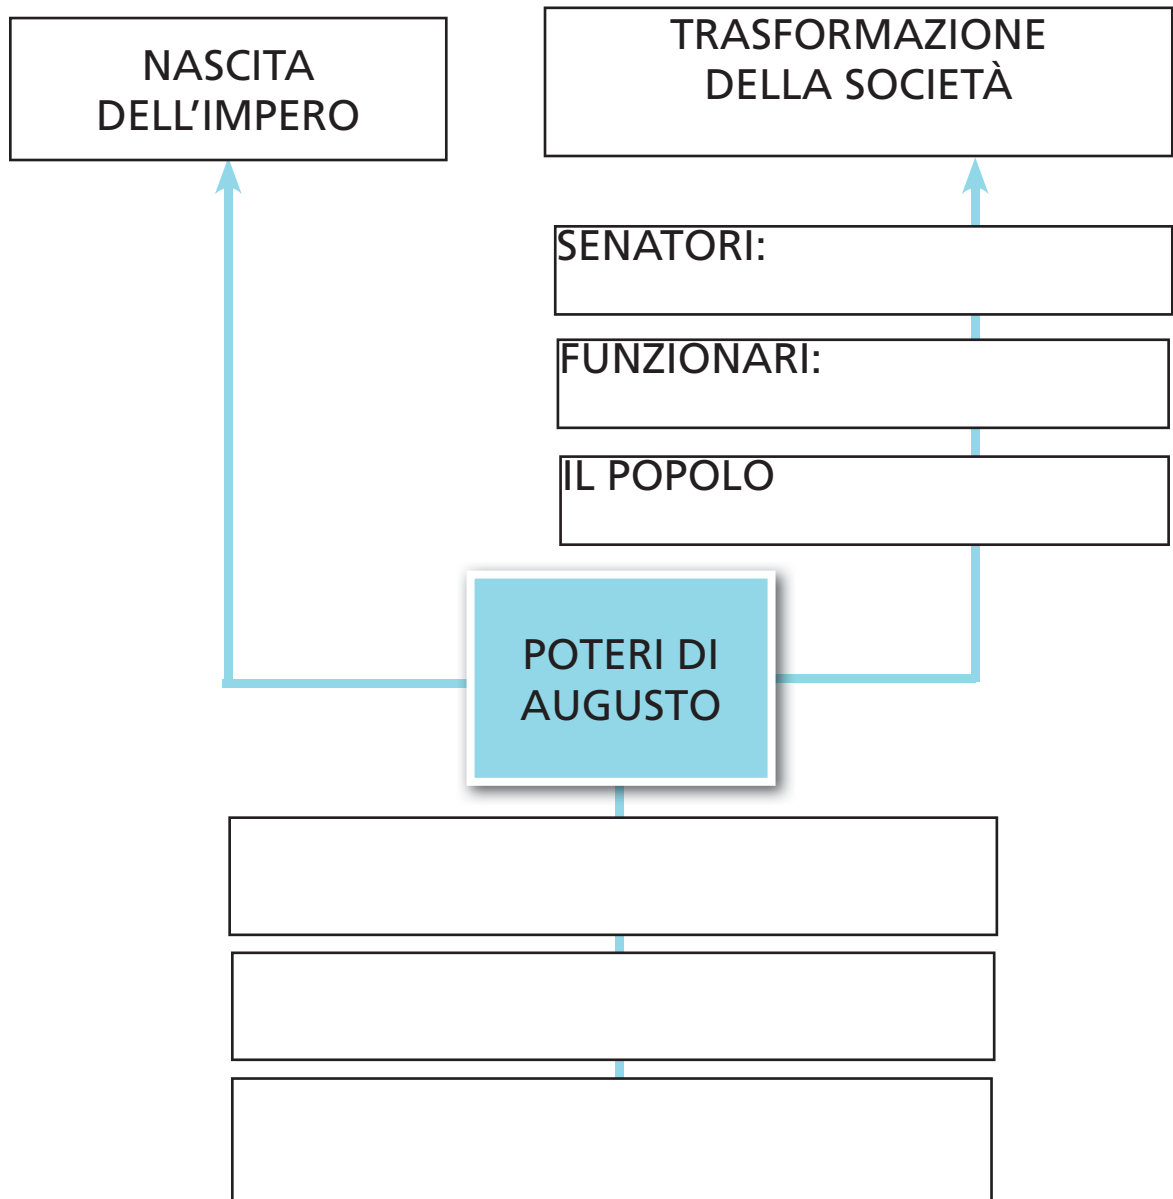 NASCITA
DELL'IMPERO
TRASFORMAZIONE
DELLA SOCIETÀ
SENATORI:
FUNZIONARI:
IL POPOLO
POTERI DI
AUGUSTO